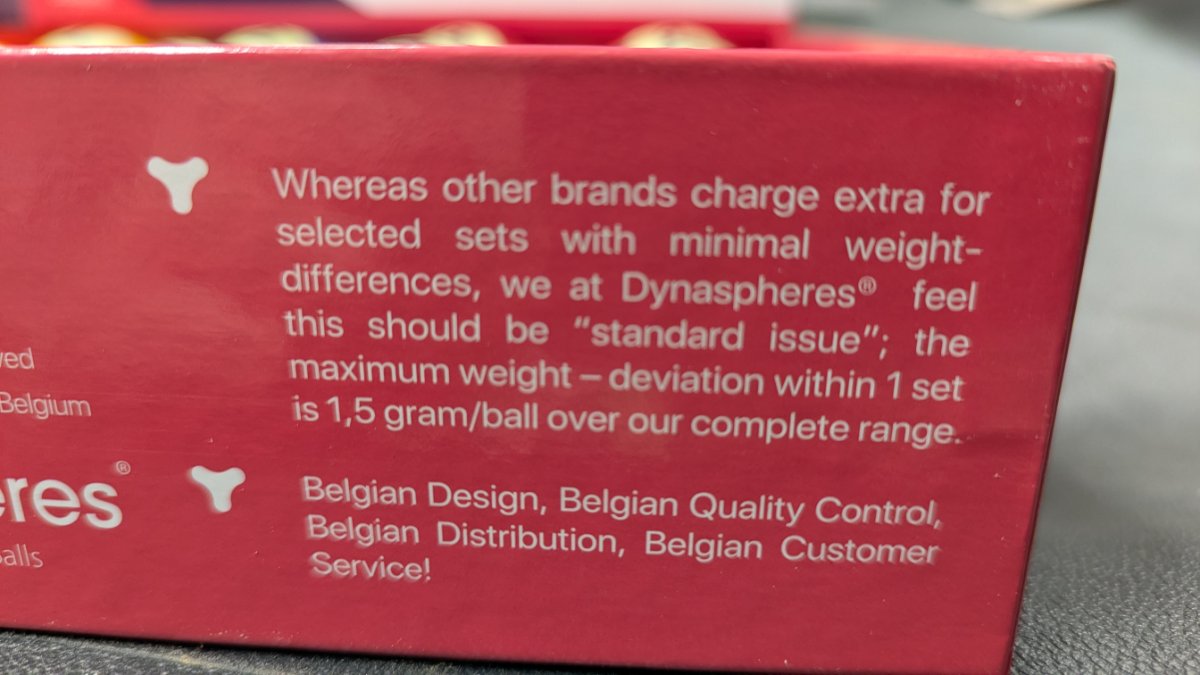 Whereas other brands charge extra for
selected sets with minimal weight-
differences, we at Dynaspheres® feel
this should be “standard issue”; the
maximum weight – deviation within 1 set
is 1,5 gram/ball over our complete range.
Belgian Design, Belgian Quality Control,
Belgian Distribution, Belgian Customer
Service!
Belgium
eres®